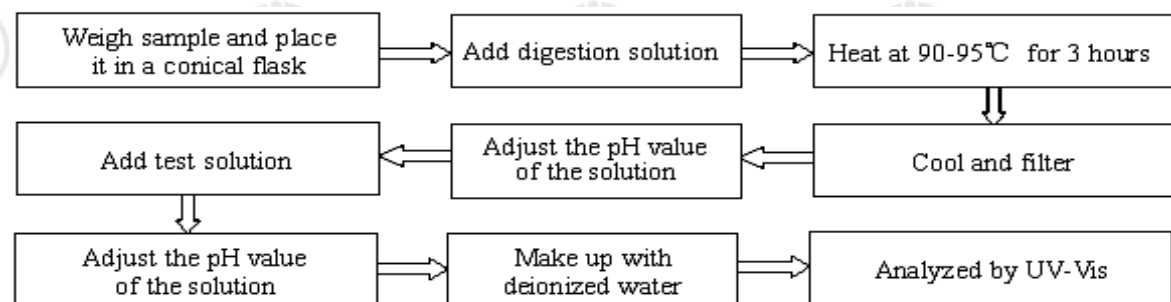 Weigh sample and place
it in a conical flask
Add digestion solution
Heat at 90-95℃ for 3 hours
Cool and filter
Adjust the pH value
of the solution
Add test solution
Adjust the pH value
of the solution
Make up with
deionized water
Analyzed by UV-Vis